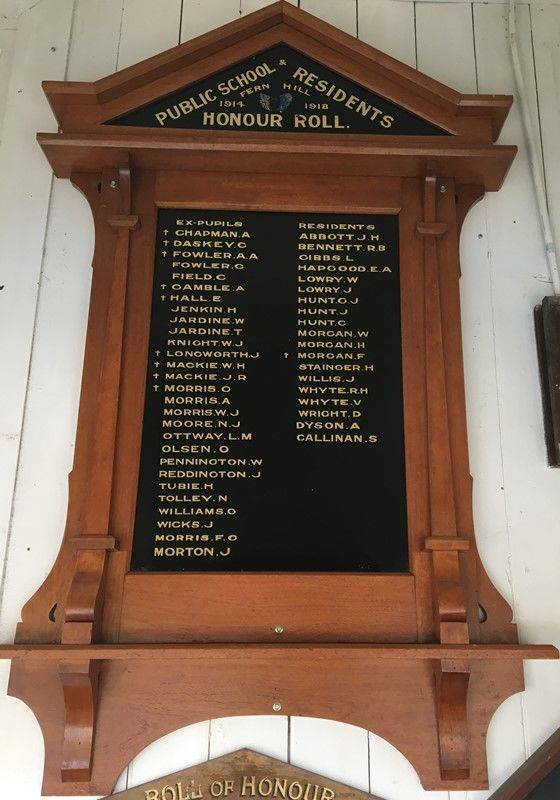 PUBLIC SCHOOL & RESIDENTS
FERN HILL
1914 1918
HONOUR ROLL.
EX-PUPILS
† CHAPMAN.A
† DASKEY.C
† FOWLER.A.A
FOWLER.C
FIELD.C
† GAMBLE.A
† HALL.E
JENKIN.H
JARDINE.W
JARDINE.T
KNIGHT.W.J
† LONGWORTH.J
† MACKIE.W.H
† MACKIE.J.R
† MORRIS.O
MORRIS.A
MORRIS.W.J
MOORE.N.J
OTTWAY.L.M
OLSEN.O
PENNINGTON.W
REDDINGTON.J
TUBIE.H
TOLLEY.N
WILLIAMS.O
WICKS.J
MORRIS.F.C
MORTON.J
RESIDENTS
ABBOTT.J.H
BENNETT.R.B
GIBBS.L
HAPGOOD.E.A
LOWRY.W
LOWRY.J
HUNT.G.J
HUNT.J
HUNT.C
MORGAN.W
MORGAN.H
† MORGAN.F
STAINGER.H
WILLIS.J
WHYTE.R.H
WHYTE.V
WRIGHT.D
DYSON.A
CALLINAN.S
ROLL OF HONOUR